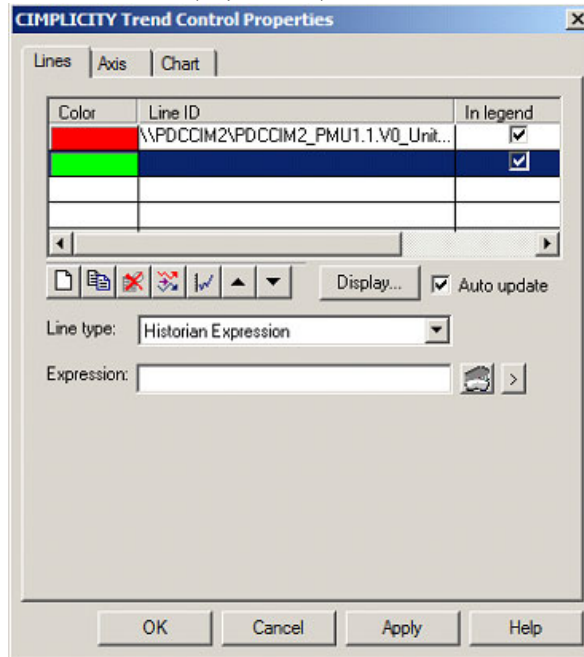 CIMPLICITY Trend Control Properties
Lines Axis Chart
Color Line ID In legend
\\PDCCIM2\PDCCIM2_PMU1.1.V0_Unit...
Display... Auto update
Line type: Historian Expression
Expression: >
OK Cancel Apply Help